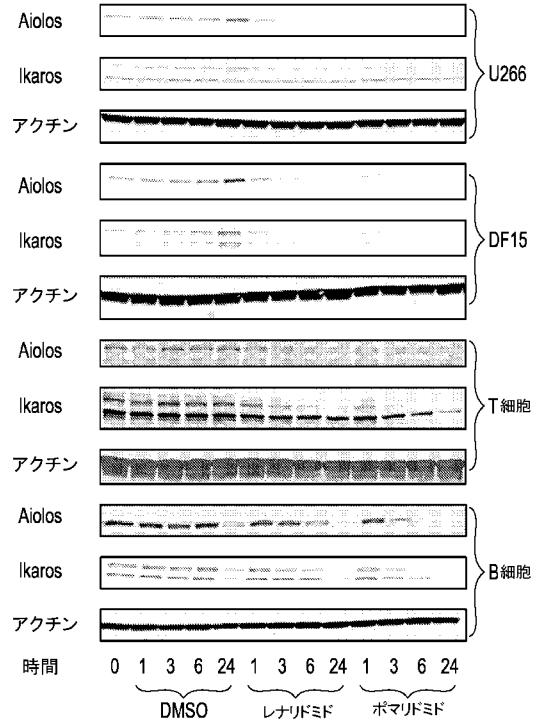 Aiolos
Ikaros
アクチン
U266
Aiolos
Ikaros
アクチン
DF15
Aiolos
Ikaros
アクチン
T細胞
Aiolos
Ikaros
アクチン
B細胞
時間 0 1 3 6 24 1 3 6 24 1 3 6 24
DMSO レナリドミド ポマリドミド